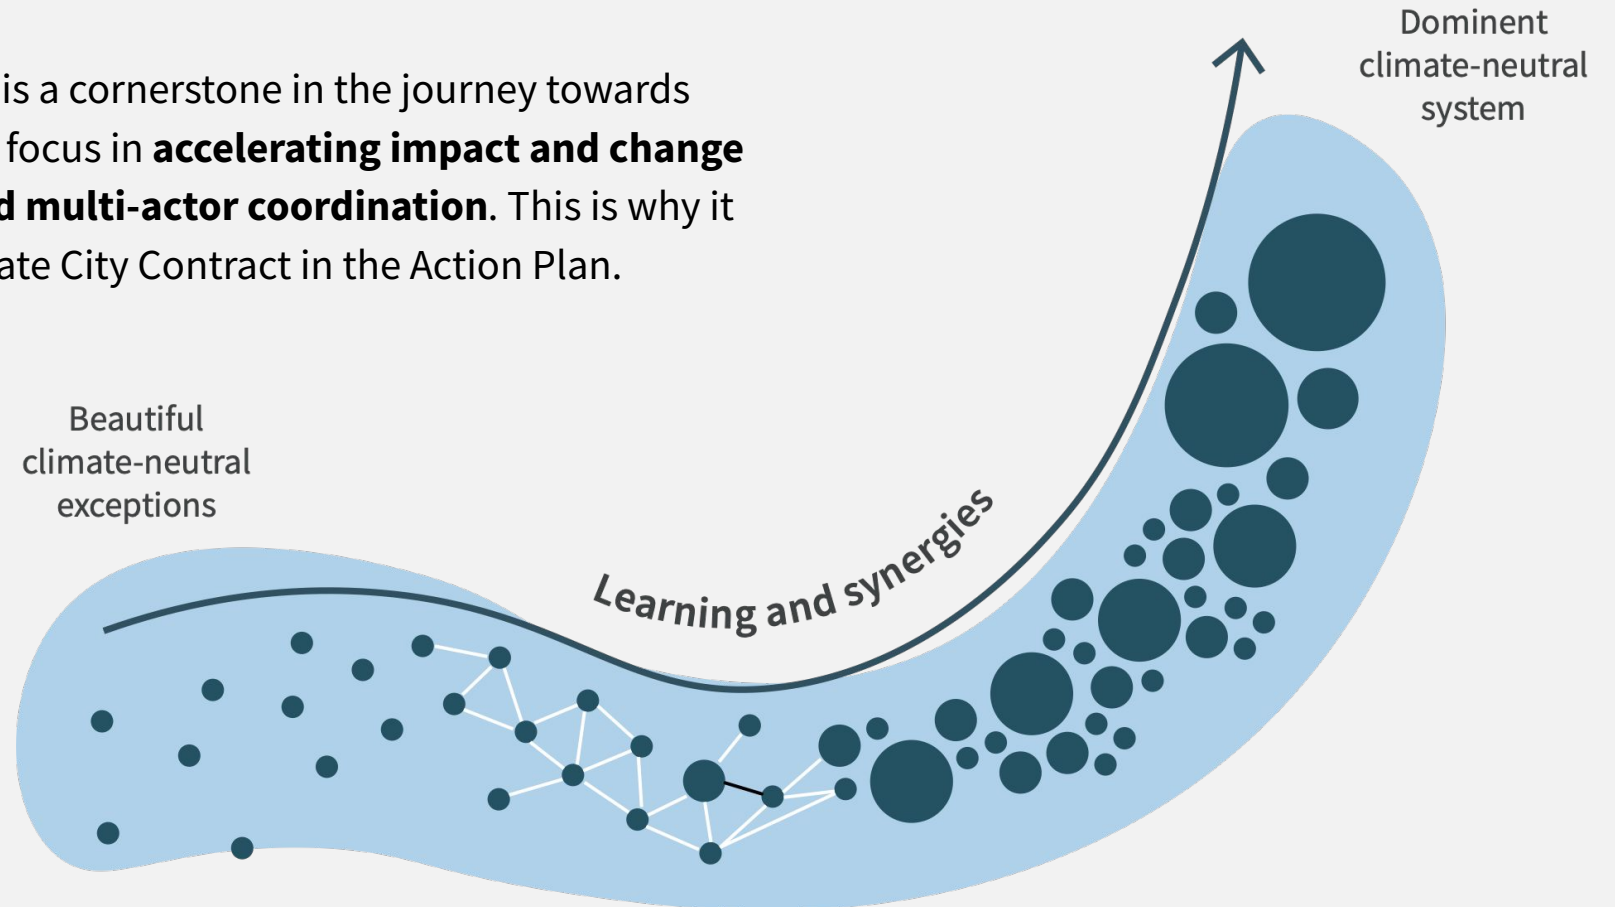 is a cornerstone in the journey towards
focus in accelerating impact and change
d multi-actor coordination. This is why it
ate City Contract in the Action Plan.
Dominent
climate-neutral
system
Beautiful
climate-neutral
exceptions
Learning and synergies